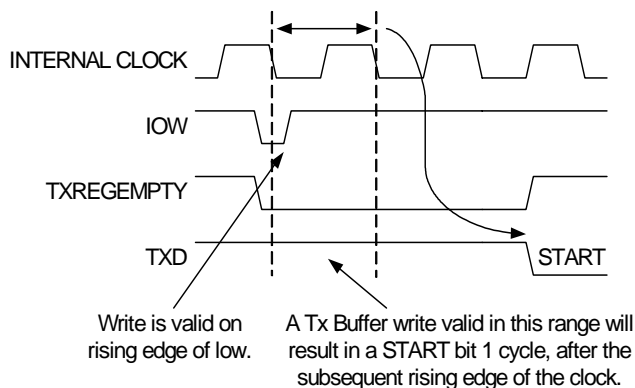 INTERNAL CLOCK
IOW
TXREGEMPTY
TXD
START
Write is valid on
rising edge of low.
A Tx Buffer write valid in this range will
result in a START bit 1 cycle, after the
subsequent rising edge of the clock.